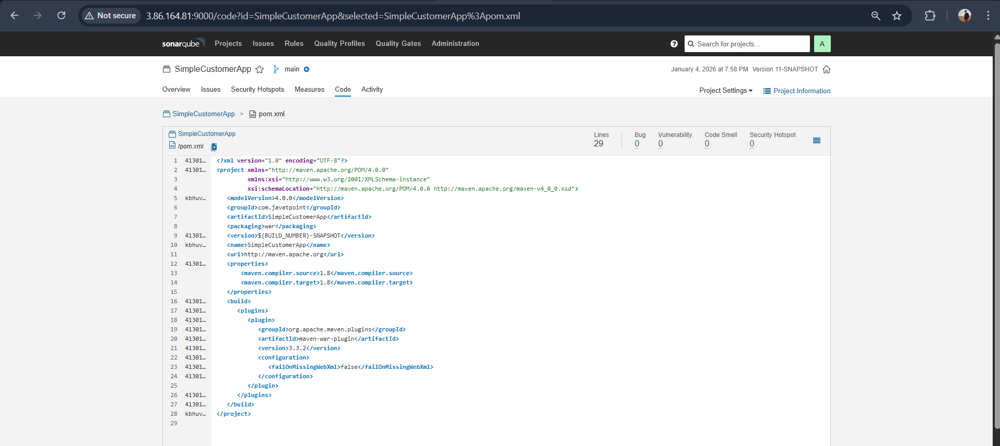 Not secure 3.86.164.81:9000/code?id=SimpleCustomerApp&selected=SimpleCustomerApp%3Apom.xml
sonarqube Projects Issues Rules Quality Profiles Quality Gates Administration ? Search for projects... A
SimpleCustomerApp main January 4, 2026 at 7:58 PM Version 11-SNAPSHOT
Overview Issues Security Hotspots Measures Code Activity Project Settings Project Information
SimpleCustomerApp > pom.xml
SimpleCustomerApp Lines Bug Vulnerability Code Smell Security Hotspot
/pom.xml 29 0 0 0 0
1 41301… <?xml version="1.0" encoding="UTF-8"?>
2 41301… <project xmlns="http://maven.apache.org/POM/4.0.0"
3 xmlns:xsi="http://www.w3.org/2001/XMLSchema-instance"
4 xsi:schemaLocation="http://maven.apache.org/POM/4.0.0 http://maven.apache.org/maven-v4_0_0.xsd">
5 kbhuv… <modelVersion>4.0.0</modelVersion>
6 <groupId>com.javatpoint</groupId>
7 <artifactId>SimpleCustomerApp</artifactId>
8 <packaging>war</packaging>
9 41301… <version>${BUILD_NUMBER}-SNAPSHOT</version>
10 kbhuv… <name>SimpleCustomerApp</name>
11 <url>http://maven.apache.org</url>
12 41301… <properties>
13 <maven.compiler.source>1.8</maven.compiler.source>
14 <maven.compiler.target>1.8</maven.compiler.target>
15 </properties>
16 41301… <build>
17 41301… <plugins>
18 41301… <plugin>
19 41301… <groupId>org.apache.maven.plugins</groupId>
20 41301… <artifactId>maven-war-plugin</artifactId>
21 41301… <version>3.3.2</version>
22 41301… <configuration>
23 41301… <failOnMissingWebXml>false</failOnMissingWebXml>
24 41301… </configuration>
25 </plugin>
26 41301… </plugins>
27 41301… </build>
28 kbhuv… </project>
29